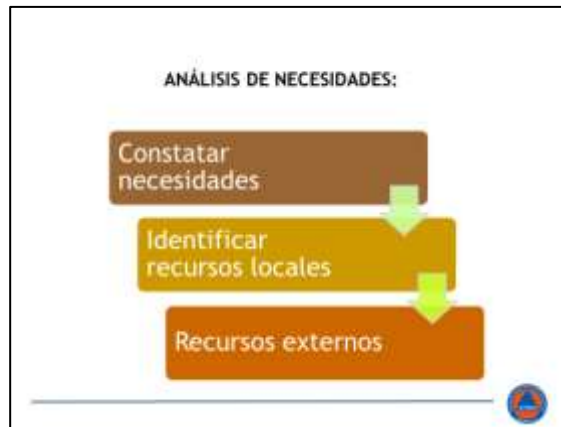 ANÁLISIS DE NECESIDADES:
Constatar
necesidades
Identificar
recursos locales
Recursos externos